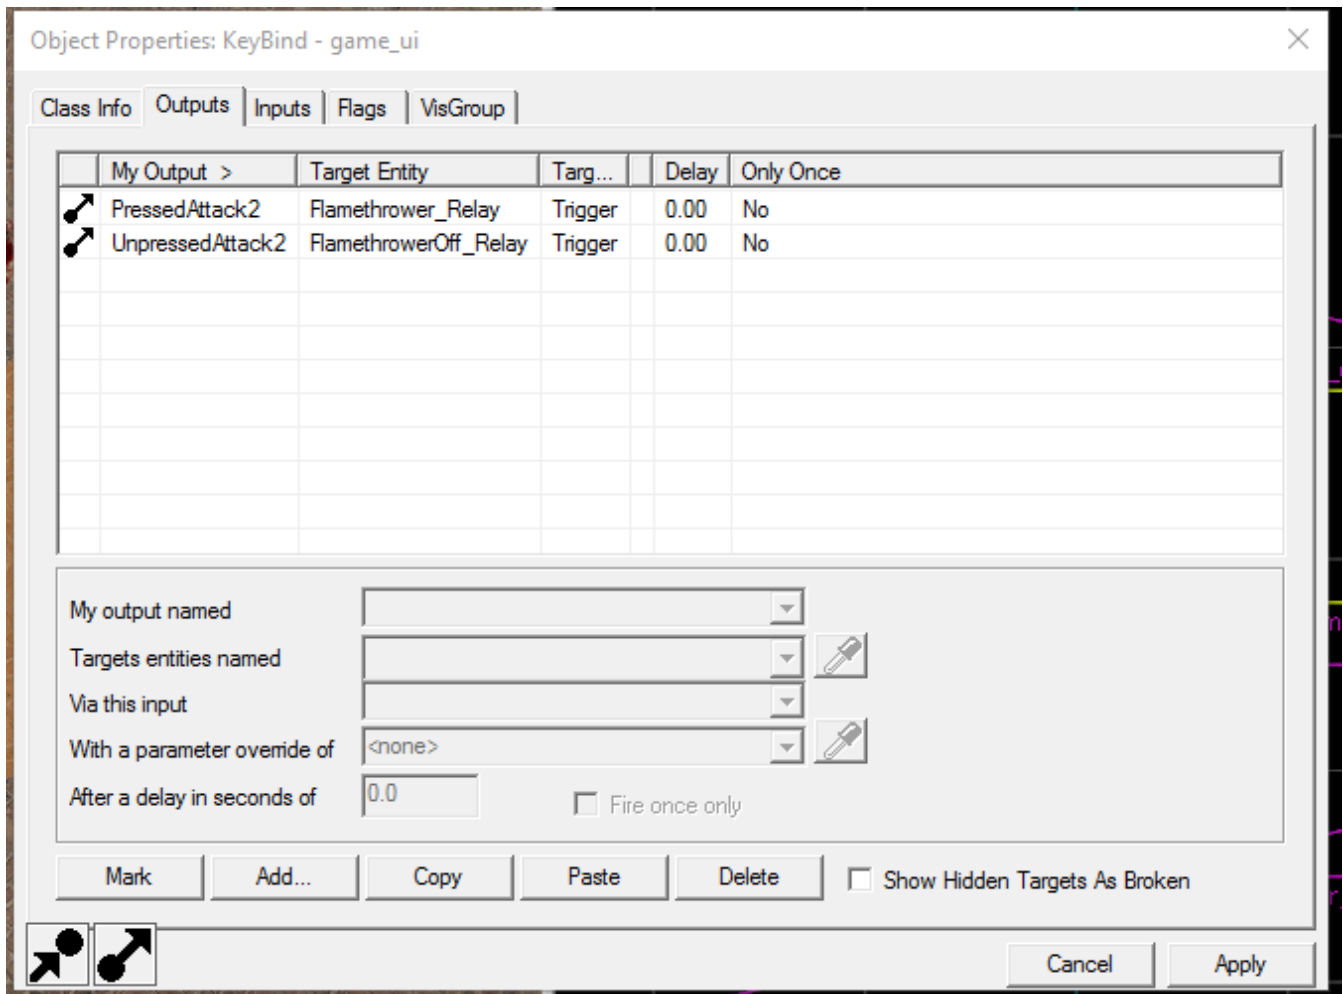 Object Properties: KeyBind - game_ui
Class Info Outputs Inputs Flags VisGroup
My Output > Target Entity Targ... Delay Only Once
PressedAttack2 Flamethrower_Relay Trigger 0.00 No
UnpressedAttack2 FlamethrowerOff_Relay Trigger 0.00 No
My output named
Targets entities named
Via this input
With a parameter override of <none>
After a delay in seconds of 0.0 Fire once only
Mark Add... Copy Paste Delete Show Hidden Targets As Broken
Cancel Apply